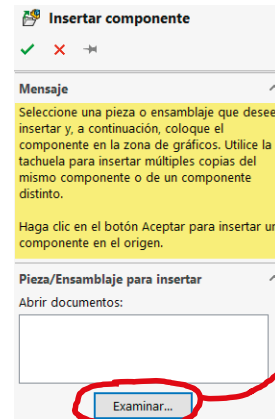 Insertar componente
Mensaje
Seleccione una pieza o ensamblaje que desee
insertar y, a continuación, coloque el
componente en la zona de gráficos. Utilice la
tachuela para insertar múltiples copias del
mismo componente o de un componente
distinto.
Haga clic en el botón Aceptar para insertar un
componente en el origen.
Pieza/Ensamblaje para insertar
Abrir documentos:
Examinar...